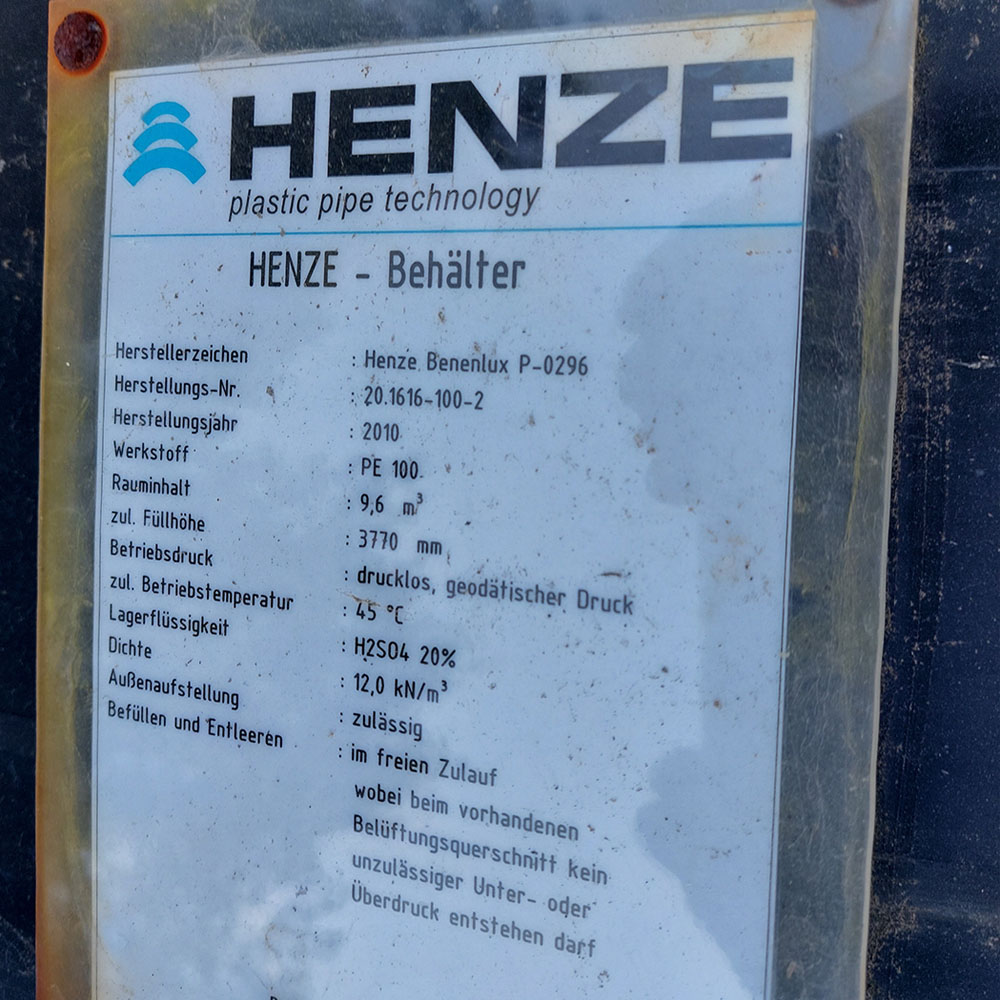 HENZE
plastic pipe technology
HENZE - Behälter
Herstellerzeichen : Henze Benenlux P-0296
Herstellungs-Nr. : 20.1616-100-2
Herstellungsjahr : 2010
Werkstoff : PE 100
Rauminhalt : 9,6 m³
zul. Füllhöhe : 3770 mm
Betriebsdruck : drucklos, geodätischer Druck
zul. Betriebstemperatur : 45 °C
Lagerflüssigkeit : H2SO4 20%
Dichte : 12,0 kN/m³
Außenaufstellung : zulässig
Befüllen und Entleeren : im freien Zulauf
wobei beim vorhandenen
Belüftungsquerschnitt kein
unzulässiger Unter- oder
Überdruck entstehen darf